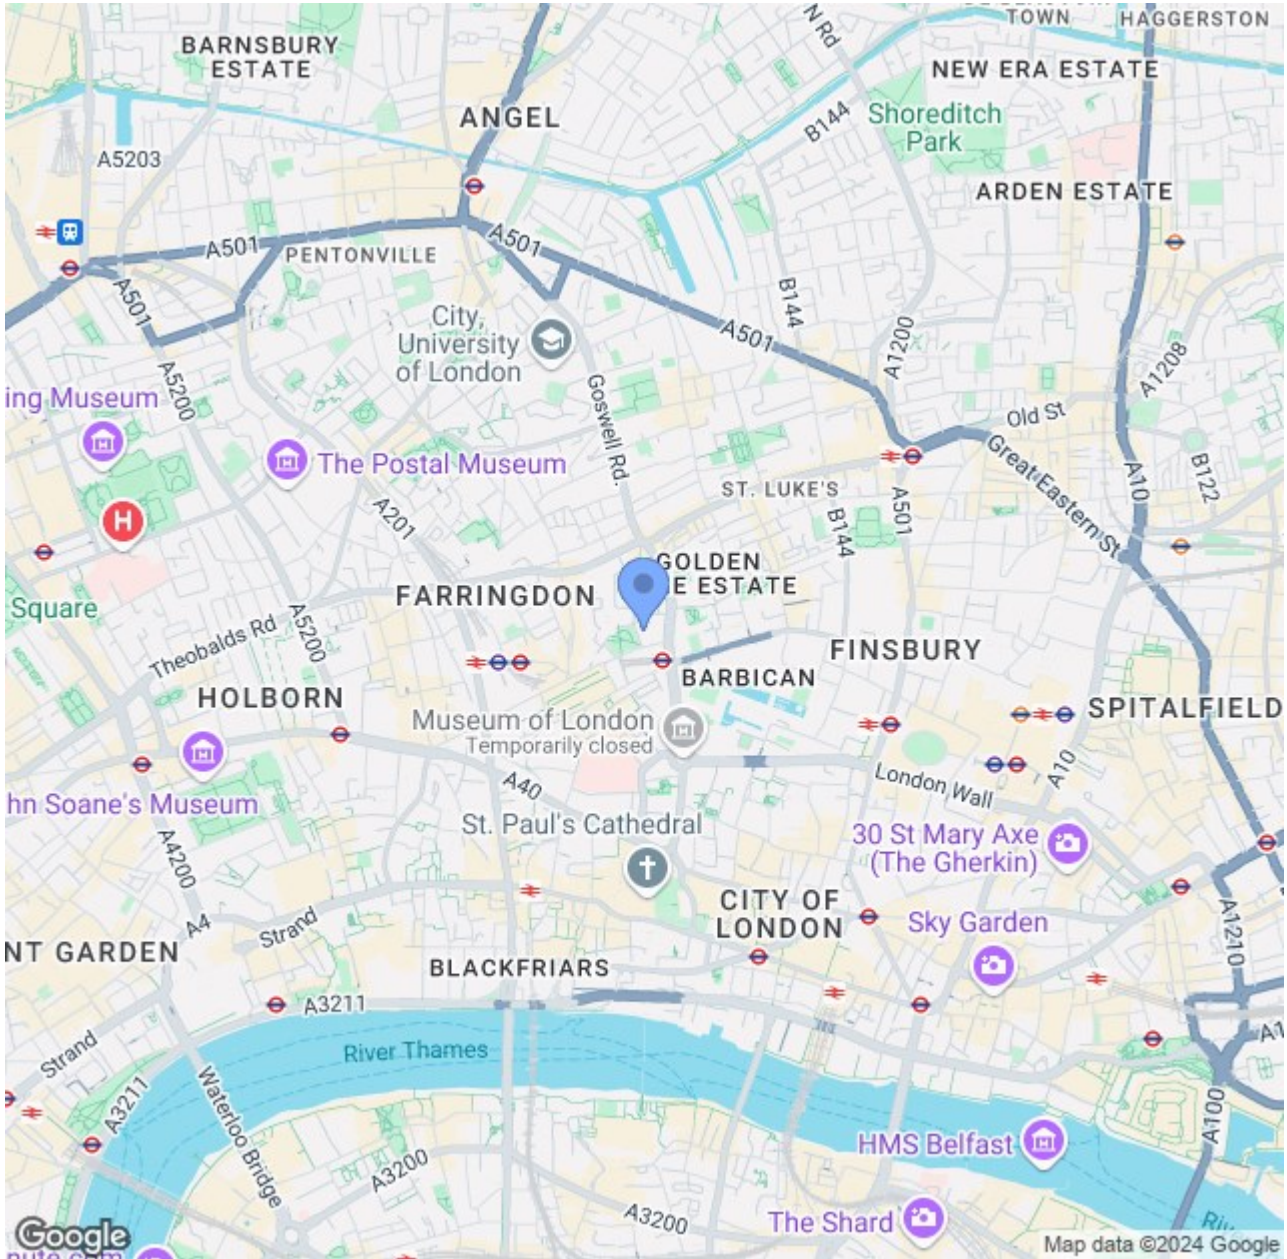 TOWN
HAGGERSTON
N Rd
BARNSBURY
ESTATE
NEW ERA ESTATE
ANGEL
B144
Shoreditch
Park
A5203
ARDEN ESTATE
A501
PENTONVILLE
A501
A501
B144
City,
University
of London
A501
A1200
A1208
A5200
Goswell Rd.
ing Museum
Old St
The Postal Museum
Great Eastern St
A10
B122
ST. LUKE'S
A201
A501
B144
H
GOLDEN
E ESTATE
FARRINGDON
Square
A5200
Theobalds Rd
FINSBURY
BARBICAN
HOLBORN
SPITALFIELD
Museum of London
Temporarily closed
A10
London Wall
A40
hn Soane's Museum
St. Paul's Cathedral
30 St Mary Axe
(The Gherkin)
A4200
CITY OF
LONDON
Sky Garden
A4
Strand
A1210
NT GARDEN
BLACKFRIARS
A3211
A1
River Thames
Strand
A3211
Waterloo Bridge
A100
HMS Belfast
A3200
A3200
The Shard
Riv
Google
Map data ©2024 Google